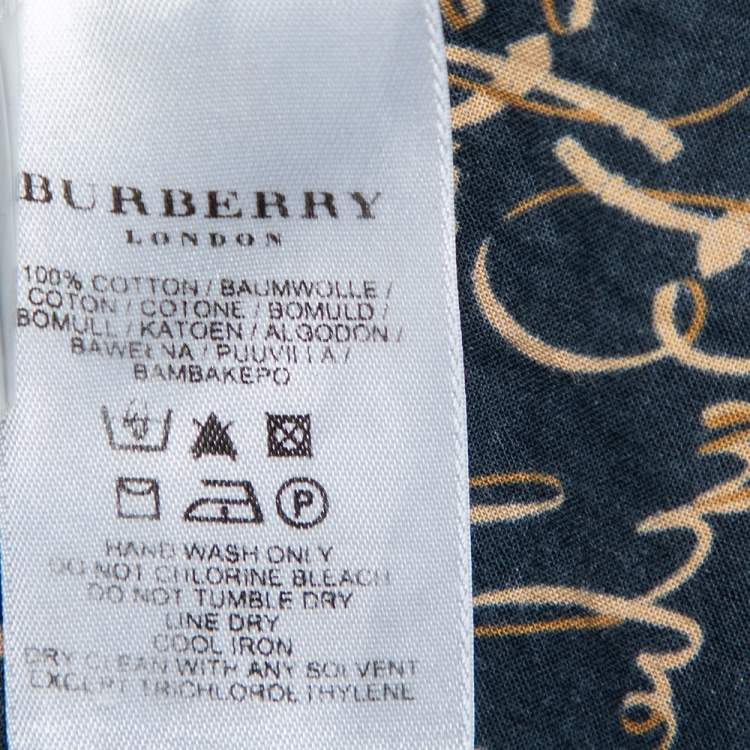 BURBERRY
LONDON
100% COTTON / BAUMWOLLE /
COTON / COTONE / BOMULD /
BOMULL / KATOEN / ALGODON /
BAWEŁNA / PUUVILLA /
BAMBAKEPO
P
HAND WASH ONLY
DO NOT CHLORINE BLEACH
DO NOT TUMBLE DRY
LINE DRY
COOL IRON
DRY CLEAN WITH ANY SOLVENT
EXCEPT TRICHLOROETHYLENE